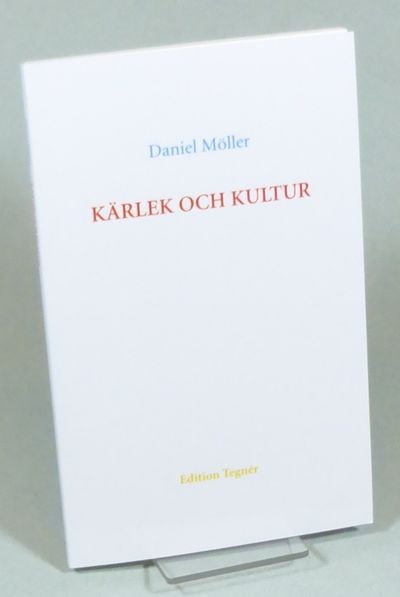 Daniel Möller
KÄRLEK OCH KULTUR
Edition Tegnér